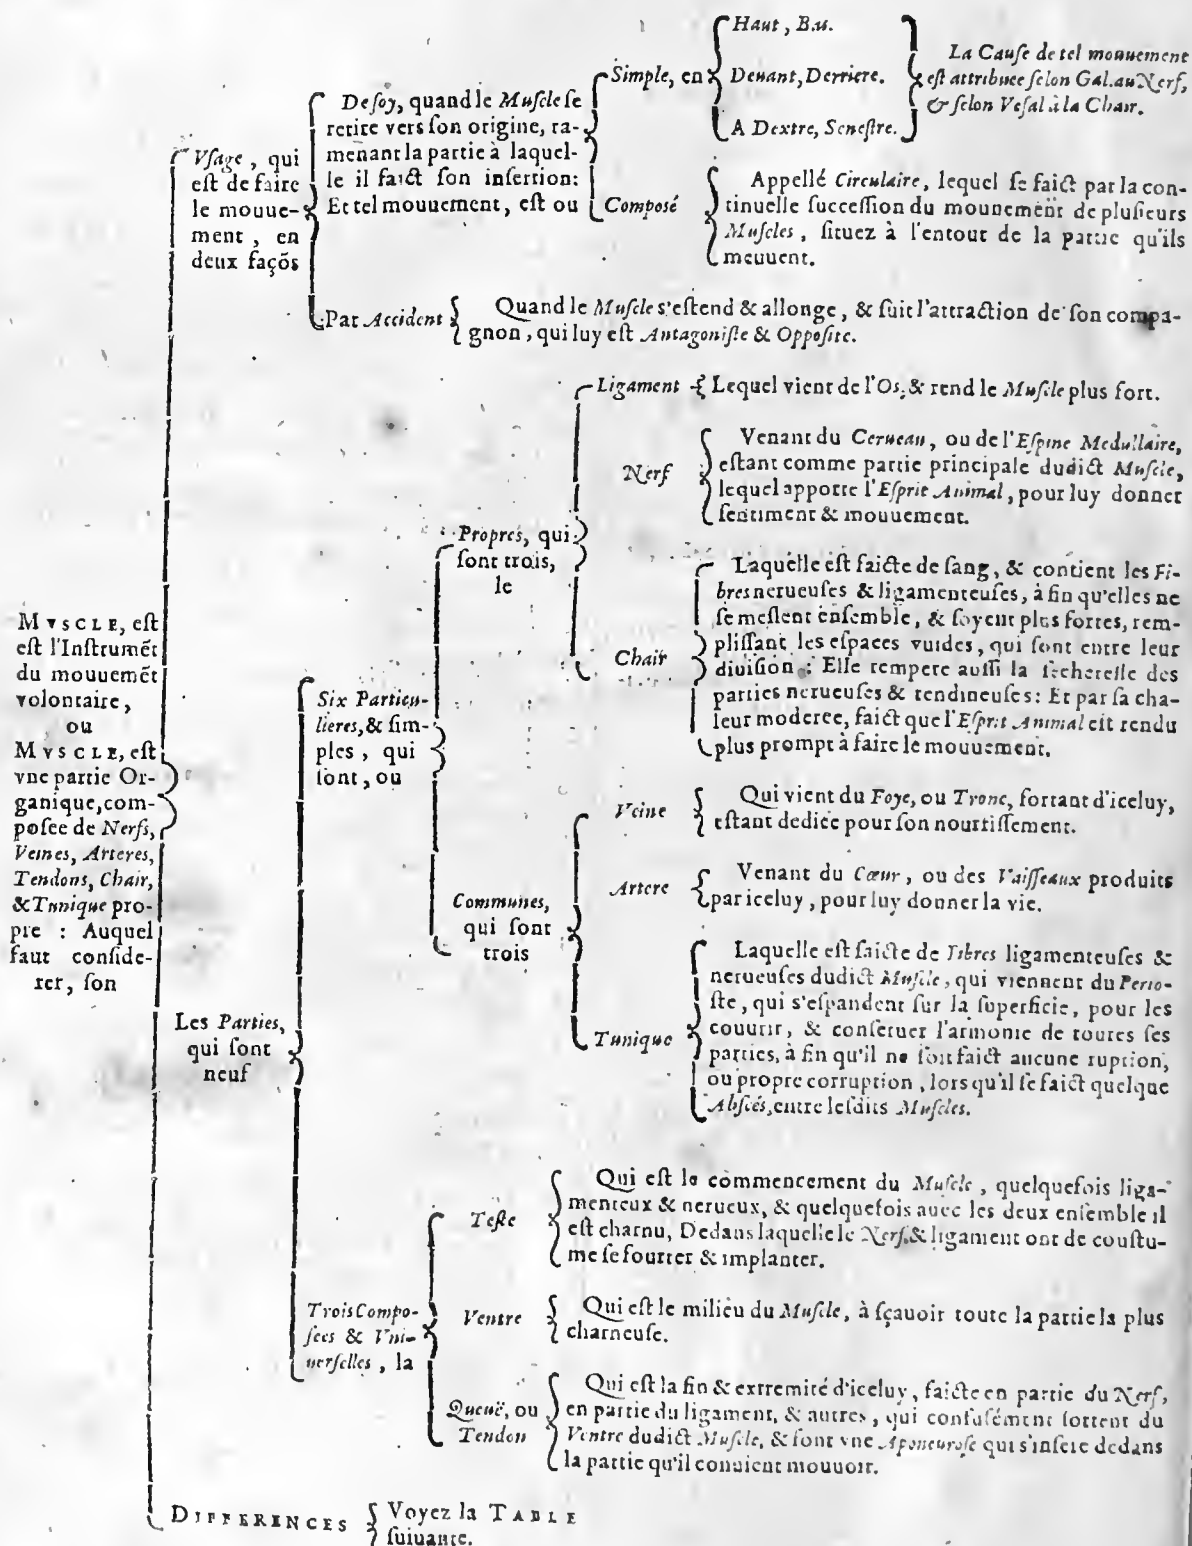 MVSCLE, est
est l'Instrumēt
du mouuemēt
volontaire,
ou
MVSCLE, est
vne partie Or-
ganique, com-
posee de Nerfs,
Veines, Arteres,
Tendons, Chair,
& Tunique pro-
pre : Auquel
faut conside-
rer, son
Vsage, qui
est de faire
le mouue-
ment, en
deux façōs
De soy, quand le Muscle se
retire vers son origine, ra-
menant la partie à laquel-
le il faict son insertion:
Et tel mouuement, est ou
Simple, en
Haut, Bas.
Deuant, Derriere.
A Dextre, Senestre.
La Cause de tel mouuement
est attribuee selon Gal. au Nerf,
& selon Vesal à la Chair.
Composé
Appellé Circulaire, lequel se faict par la con-
tinuelle succession du mouuement de plusieurs
Muscles, situez à l'entour de la partie qu'ils
meuuent.
Par Accident
Quand le Muscle s'estend & allonge, & suit l'attraction de son compa-
gnon, qui luy est Antagoniste & Opposite.
Les Parties,
qui sont
neuf
Six Particu-
lieres, & sim-
ples, qui
sont, ou
Propres, qui
sont trois,
le
Ligament
Lequel vient de l'Os, & rend le Muscle plus fort.
Nerf
Venant du Cerueau, ou de l'Espine Medullaire,
estant comme partie principale dudict Muscle,
lequel apporte l'Esprit Animal, pour luy donner
sentiment & mouuement.
Chair
Laquelle est faicte de sang, & contient les Fi-
bres nerueuses & ligamenteuses, à fin qu'elles ne
se meslent ensemble, & soyent plus fortes, rem-
plissant les espaces vuides, qui sont entre leur
diuision : Elle tempere aussi la secheresse des
parties nerueuses & tendineuses: Et par sa cha-
leur moderee, faict que l'Esprit Animal est rendu
plus prompt à faire le mouuement.
Communes,
qui sont
trois
Veine
Qui vient du Foye, ou Tronc, sortant d'iceluy,
estant dediée pour son nourrissement.
Artere
Venant du Cœur, ou des Vaisseaux produits
par iceluy, pour luy donner la vie.
Tunique
Laquelle est faicte de Fibres ligamenteuses &
nerueuses dudict Muscle, qui viennent du Perio-
ste, qui s'espandent sur la superficie, pour les
couurir, & conseruer l'armonie de toutes ses
parties, à fin qu'il ne soit faict aucune ruption,
ou propre corruption, lors qu'il se faict quelque
Abscés, entre lesdits Muscles.
Trois Compo-
sees & Vni-
uerselles, la
Teste
Qui est le commencement du Muscle, quelquefois liga-
menteux & nerueux, & quelquefois auec les deux ensemble il
est charnu, Dedans laquelle le Nerf, & ligament ont de coustu-
me se fourrer & implanter.
Ventre
Qui est le milieu du Muscle, à sçauoir toute la partie la plus
charneuse.
Queuë, ou
Tendon
Qui est la fin & extremité d'iceluy, faicte en partie du Nerf,
en partie du ligament, & autres, qui confusément sortent du
Ventre dudict Muscle, & font vne Aponeurose qui s'insere dedans
la partie qu'il conuient mouuoir.
DIFFERENCES
Voyez la TABLE
suiuante.